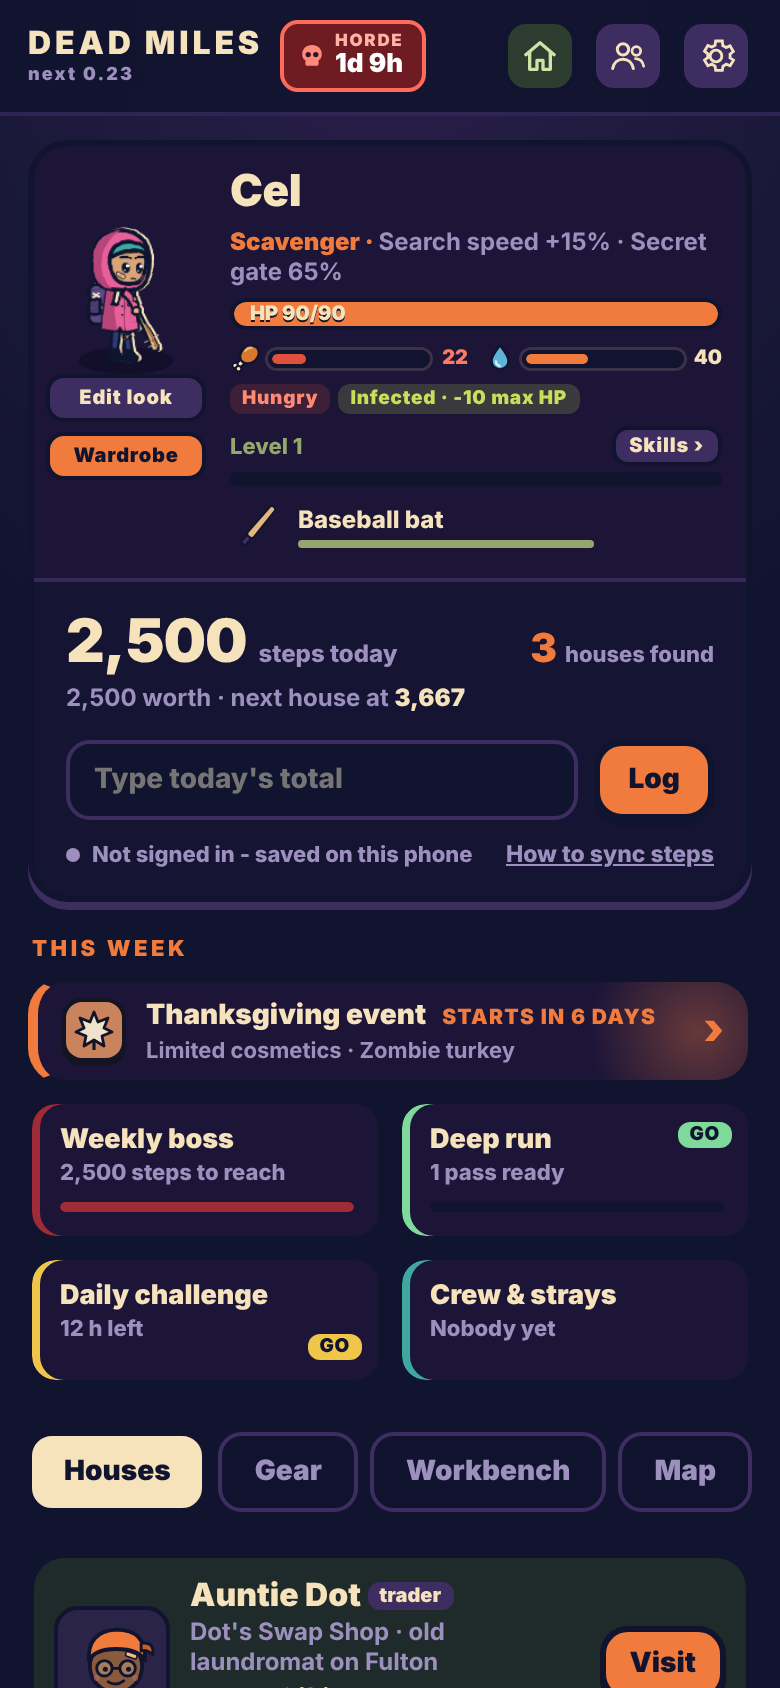 DEAD MILES
next 0.23
HORDE
1d 9h
Cel
Scavenger · Search speed +15% · Secret
gate 65%
HP 90/90
22
40
Hungry
Infected · -10 max HP
Edit look
Wardrobe
Level 1
Skills ›
Baseball bat
2,500 steps today
3 houses found
2,500 worth · next house at 3,667
Type today's total
Log
Not signed in - saved on this phone
How to sync steps
THIS WEEK
Thanksgiving event STARTS IN 6 DAYS
Limited cosmetics · Zombie turkey
Weekly boss
2,500 steps to reach
Deep run
GO
1 pass ready
Daily challenge
12 h left
GO
Crew & strays
Nobody yet
Houses
Gear
Workbench
Map
Auntie Dot trader
Dot's Swap Shop · old
laundromat on Fulton
Visit